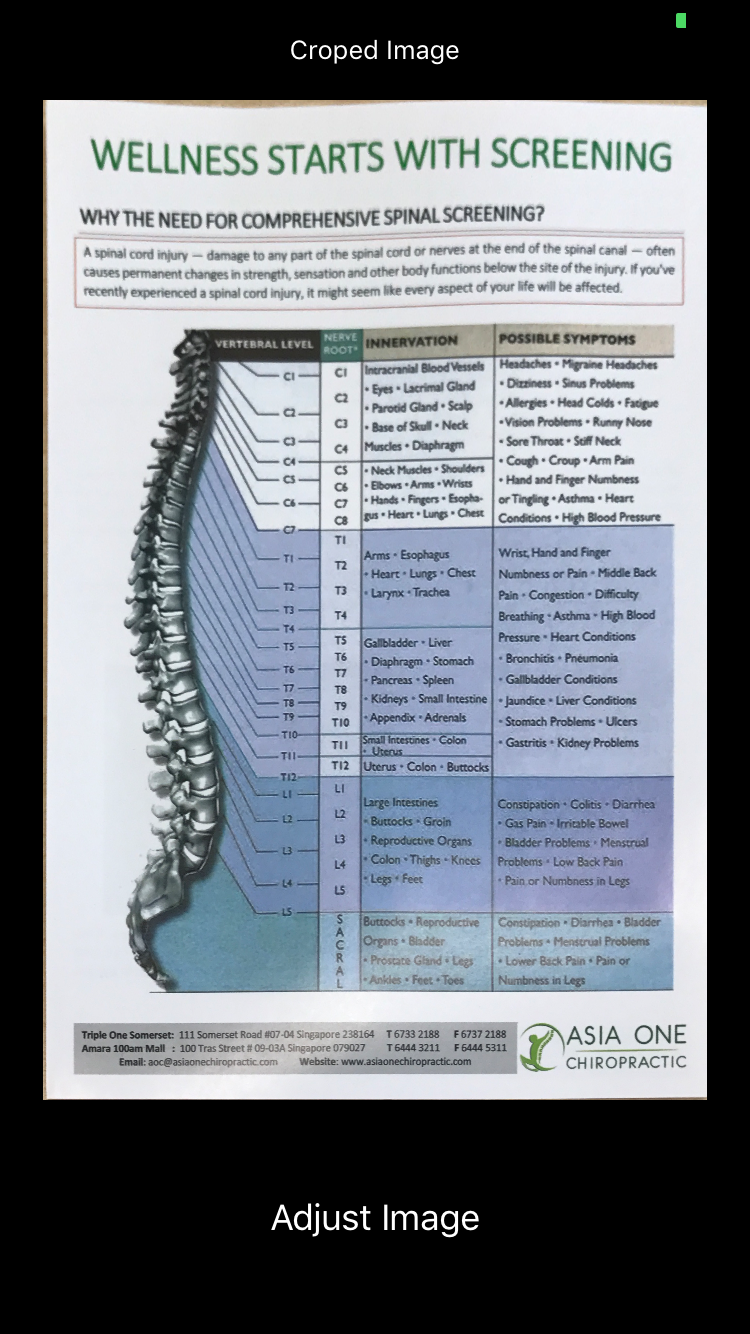 Croped Image
WELLNESS STARTS WITH SCREENING
WHY THE NEED FOR COMPREHENSIVE SPINAL SCREENING?
A spinal cord injury — damage to any part of the spinal cord or nerves at the end of the spinal canal — often
causes permanent changes in strength, sensation and other body functions below the site of the injury. If you've
recently experienced a spinal cord injury, it might seem like every aspect of your life will be affected.
VERTEBRAL LEVEL
C1
C2
C3
C4
C5
C6
C7
T1
T2
T3
T4
T5
T6
T7
T8
T9
T10
T11
T12
L1
L2
L3
L4
L5
NERVE
ROOT*
C1
C2
C3
C4
C5
C6
C7
C8
T1
T2
T3
T4
T5
T6
T7
T8
T9
T10
T11
T12
L1
L2
L3
L4
L5
S
A
C
R
A
L
INNERVATION
Intracranial Blood Vessels
• Eyes • Lacrimal Gland
• Parotid Gland • Scalp
• Base of Skull • Neck
Muscles • Diaphragm
• Neck Muscles • Shoulders
• Elbows • Arms • Wrists
• Hands • Fingers • Esopha-
gus • Heart • Lungs • Chest
Arms • Esophagus
• Heart • Lungs • Chest
• Larynx • Trachea
Gallbladder • Liver
• Diaphragm • Stomach
• Pancreas • Spleen
• Kidneys • Small Intestine
• Appendix • Adrenals
Small Intestines • Colon
• Uterus
Uterus • Colon • Buttocks
Large Intestines
• Buttocks • Groin
• Reproductive Organs
• Colon • Thighs • Knees
• Legs • Feet
Buttocks • Reproductive
Organs • Bladder
• Prostate Gland • Legs
• Ankles • Feet • Toes
POSSIBLE SYMPTOMS
Headaches • Migraine Headaches
• Dizziness • Sinus Problems
• Allergies • Head Colds • Fatigue
• Vision Problems • Runny Nose
• Sore Throat • Stiff Neck
• Cough • Croup • Arm Pain
• Hand and Finger Numbness
or Tingling • Asthma • Heart
Conditions • High Blood Pressure
Wrist, Hand and Finger
Numbness or Pain • Middle Back
Pain • Congestion • Difficulty
Breathing • Asthma • High Blood
Pressure • Heart Conditions
• Bronchitis • Pneumonia
• Gallbladder Conditions
• Jaundice • Liver Conditions
• Stomach Problems • Ulcers
• Gastritis • Kidney Problems
Constipation • Colitis • Diarrhea
• Gas Pain • Irritable Bowel
• Bladder Problems • Menstrual
Problems • Low Back Pain
• Pain or Numbness in Legs
Constipation • Diarrhea • Bladder
Problems • Menstrual Problems
• Lower Back Pain • Pain or
Numbness in Legs
Triple One Somerset: 111 Somerset Road #07-04 Singapore 238164 T 6733 2188 F 6737 2188
Amara 100am Mall : 100 Tras Street # 09-03A Singapore 079027 T 6444 3211 F 6444 5311
Email: aoc@asiaonechiropractic.com Website: www.asiaonechiropractic.com
ASIA ONE
CHIROPRACTIC
Adjust Image